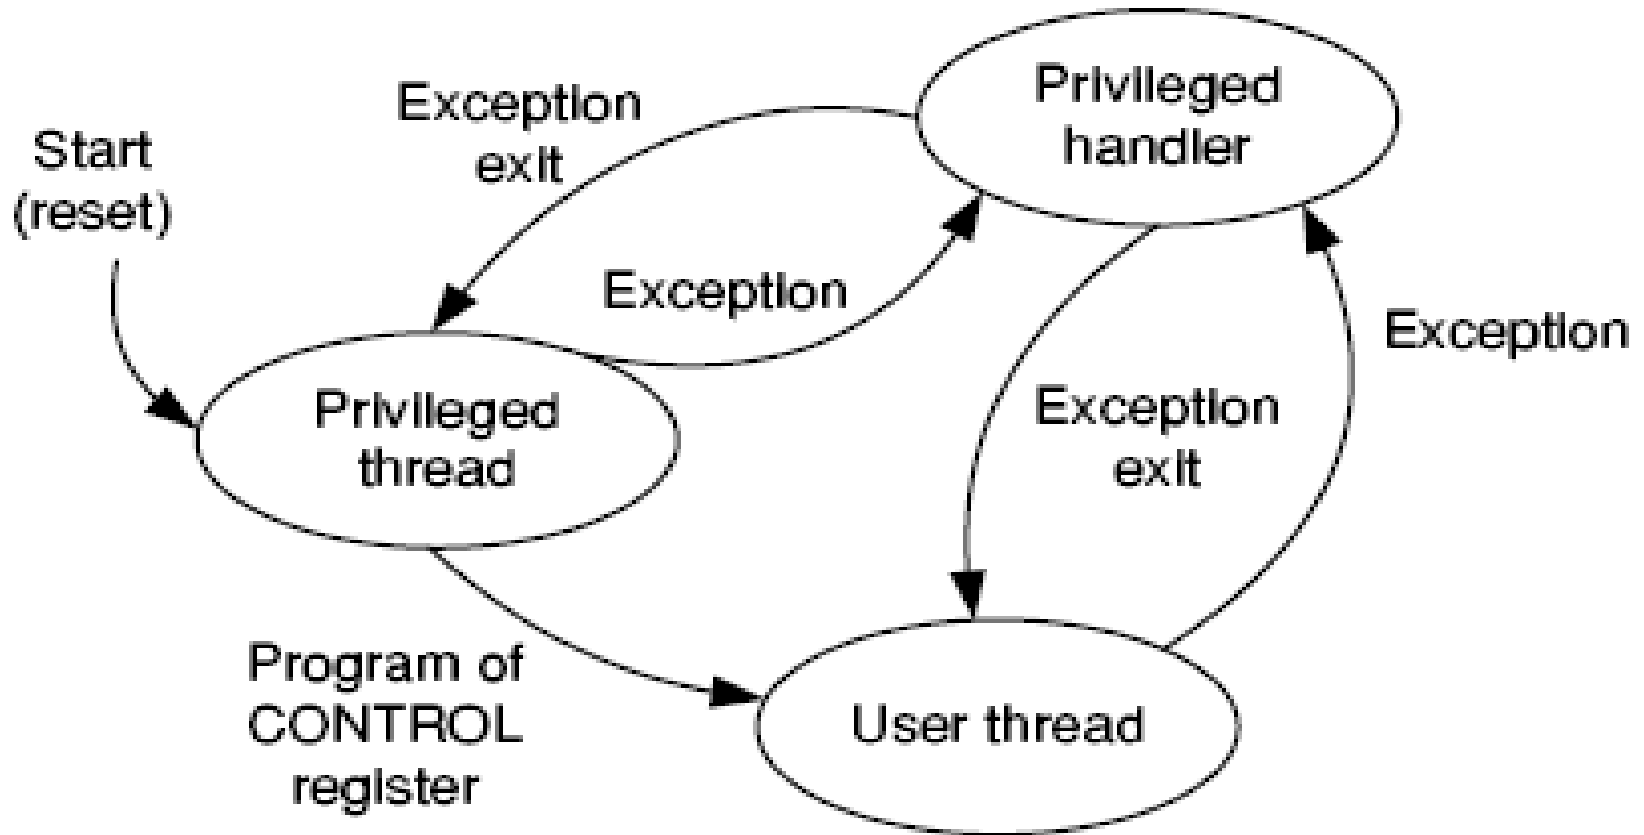 Privileged
handler
Exception
exit
Start
(reset)
Exception
Exception
Privileged
thread
Exception
exit
Program of
CONTROL
register
User thread